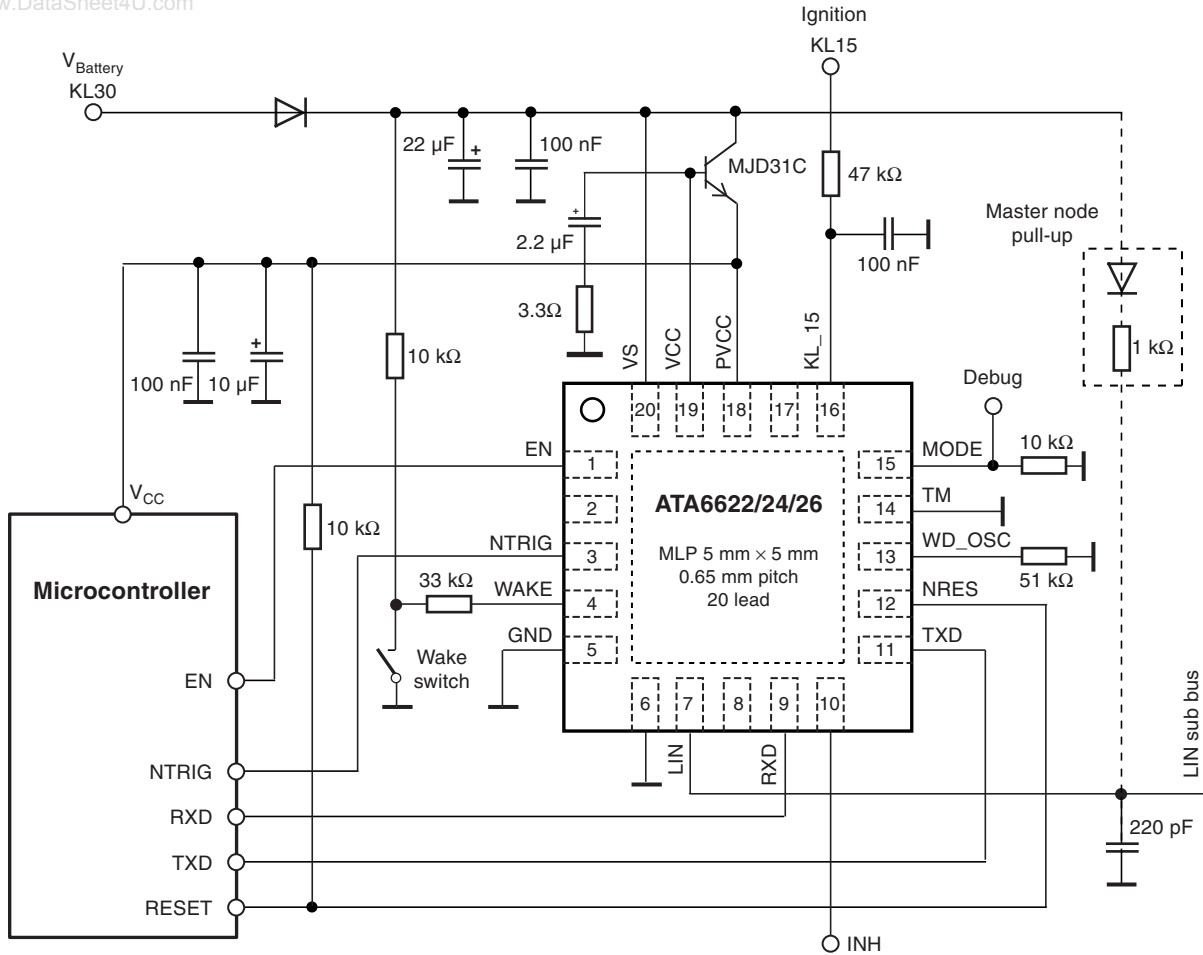 w.DataSheet4U.com
Ignition
KL15
V Battery
KL30
22 µF
+
100 nF
MJD31C
47 kΩ
+
2.2 µF
100 nF
Master node
pull-up
3.3Ω
10 kΩ
1 kΩ
+
100 nF
10 µF
VS
VCC
PVCC
KL_15
Debug
20
19
18
17
16
EN
1
15
MODE
10 kΩ
VCC
2
ATA6622/24/26
14
TM
10 kΩ
NTRIG
3
MLP 5 mm × 5 mm
0.65 mm pitch
20 lead
13
WD_OSC
51 kΩ
Microcontroller
33 kΩ
WAKE
4
12
NRES
GND
5
11
TXD
Wake
switch
EN
6
7
8
9
10
LIN
RXD
LIN sub bus
NTRIG
RXD
220 pF
TXD
RESET
INH